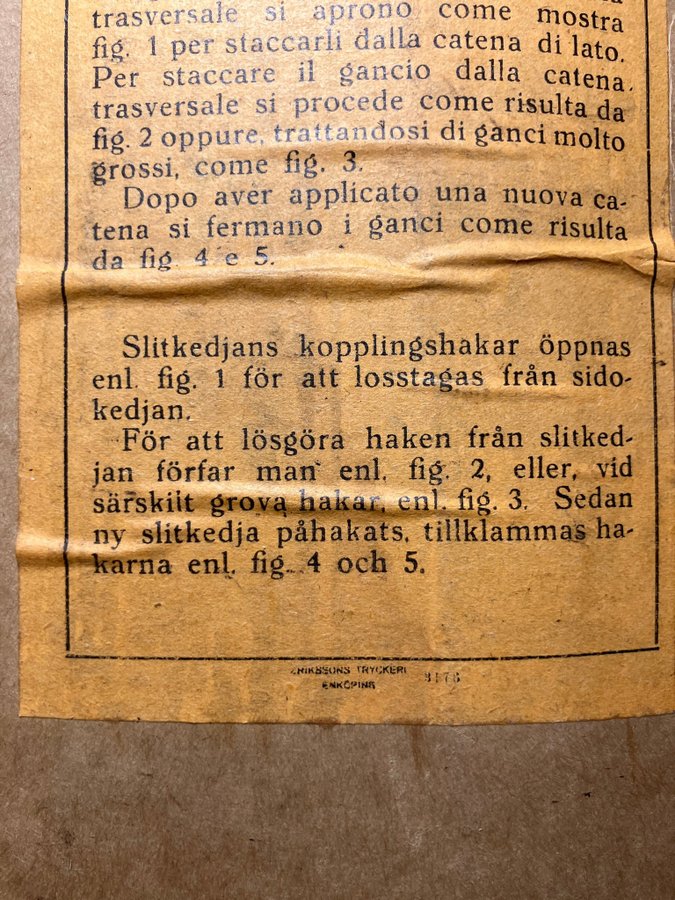 trasversale si aprono come mostra
fig. 1 per staccarli dalla catena di lato.
Per staccare il gancio dalla catena
trasversale si procede come risulta da
fig. 2 oppure, trattandosi di ganci molto
grossi, come fig. 3.
Dopo aver applicato una nuova ca-
tena si fermano i ganci come risulta
da fig. 4 e 5.
Slitkedjans kopplingshakar öppnas
enl. fig. 1 för att losstagas från sido-
kedjan.
För att lösgöra haken från slitked-
jan förfar man enl. fig. 2, eller, vid
särskilt grova hakar, enl. fig. 3. Sedan
ny slitkedja påhakats, tillklammas ha-
karna enl. fig. 4 och 5.
ERIKSSONS TRYCKERI
ENKÖPING